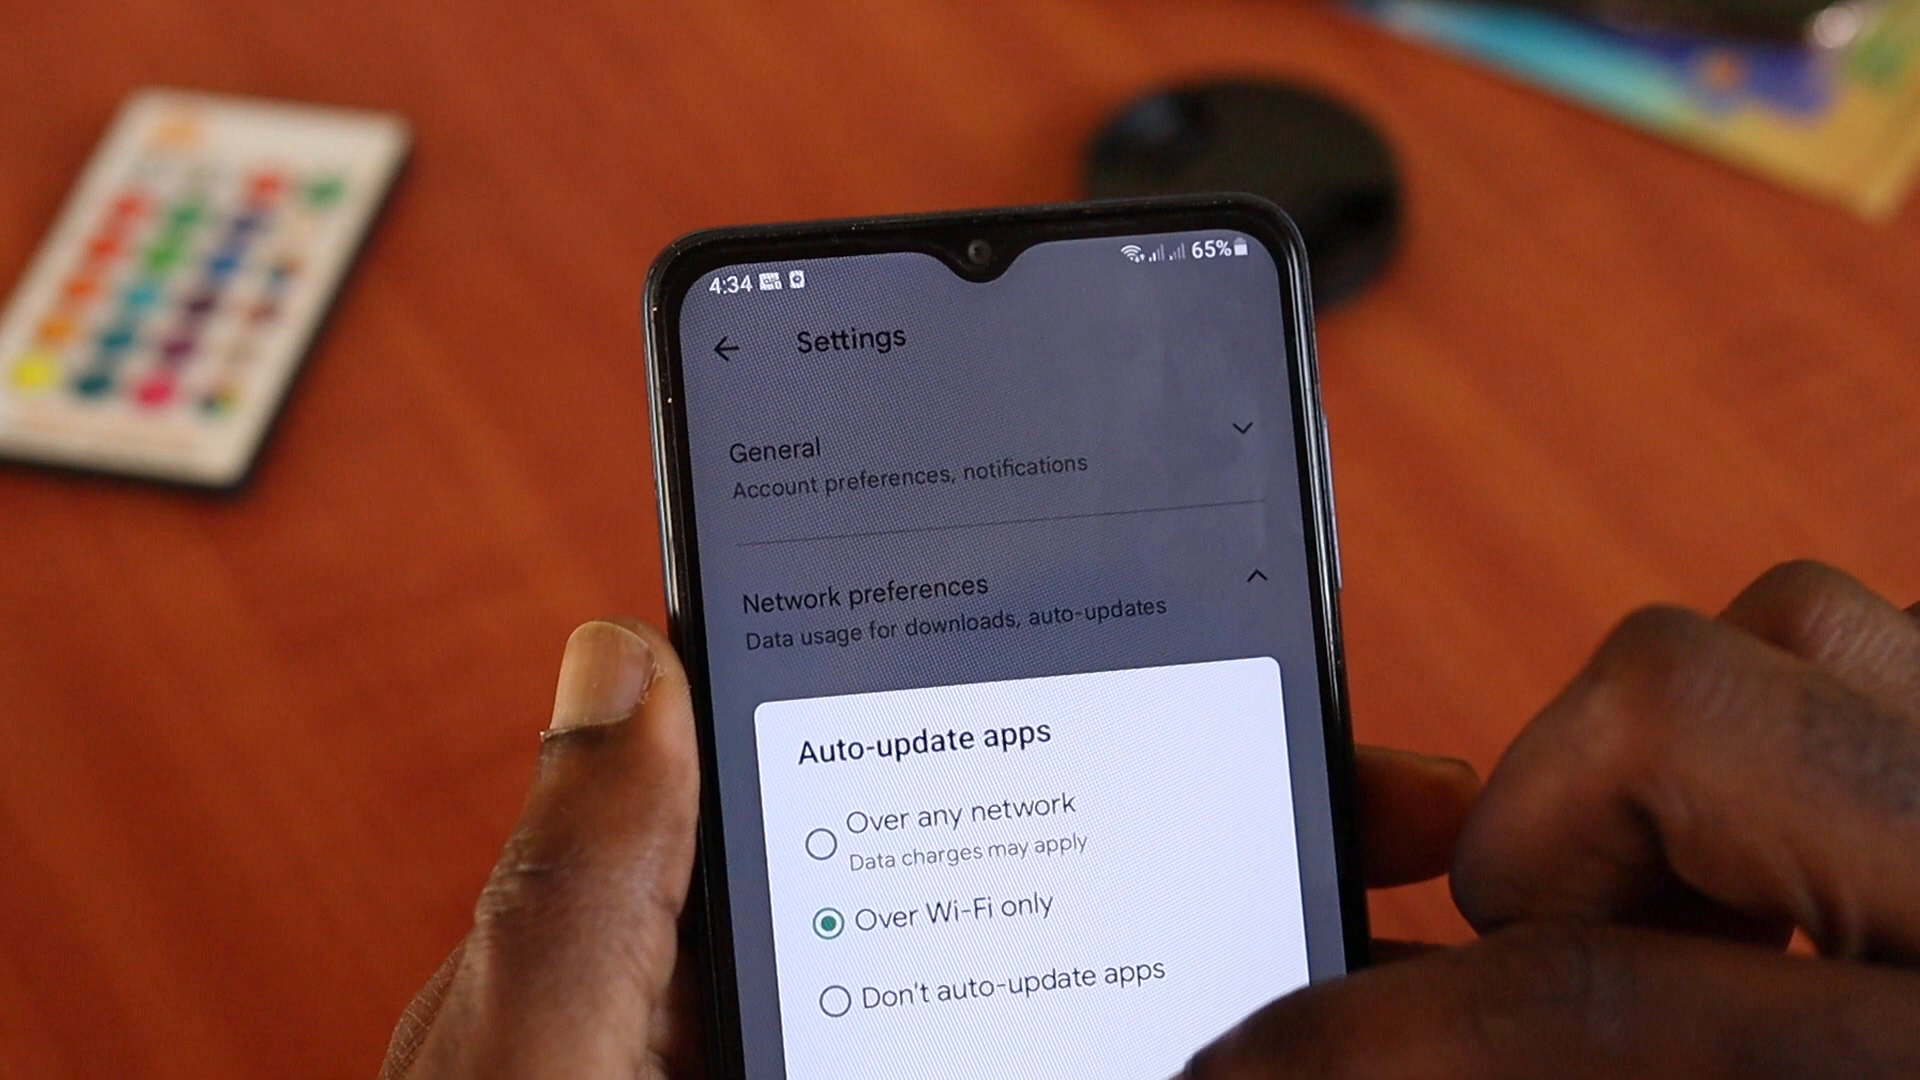 4:34 65%
Settings
General
Account preferences, notifications
Network preferences
Data usage for downloads, auto-updates
Auto-update apps
Over any network
Data charges may apply
Over Wi-Fi only
Don't auto-update apps